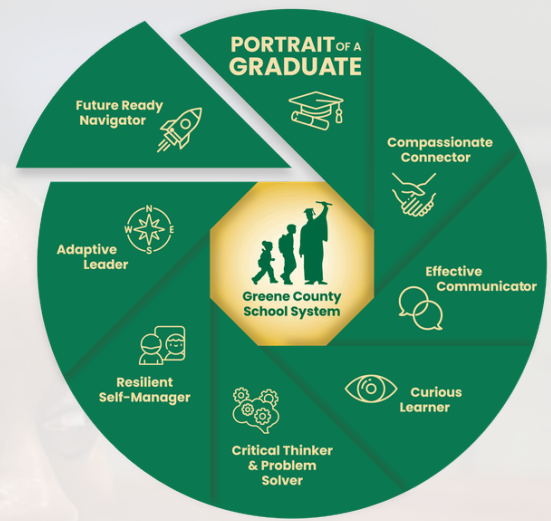 PORTRAIT OF A
GRADUATE
Future Ready
Navigator
Compassionate
Connector
N
W E
S
Adaptive
Leader
Greene County
School System
Effective
Communicator
Resilient
Self-Manager
Curious
Learner
Critical Thinker
& Problem
Solver